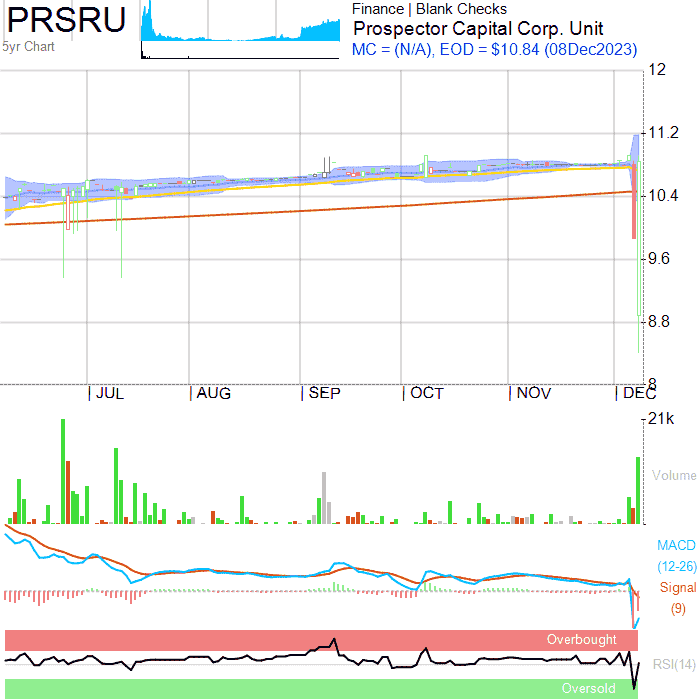 PRSRU
5yr Chart
Finance | Blank Checks
Prospector Capital Corp. Unit
MC = (N/A), EOD = $10.84 (08Dec2023)
12
11.2
10.4
9.6
8.8
8
JUL AUG SEP OCT NOV DEC
21k
Volume
MACD
(12-26)
Signal
(9)
Overbought
RSI(14)
Oversold